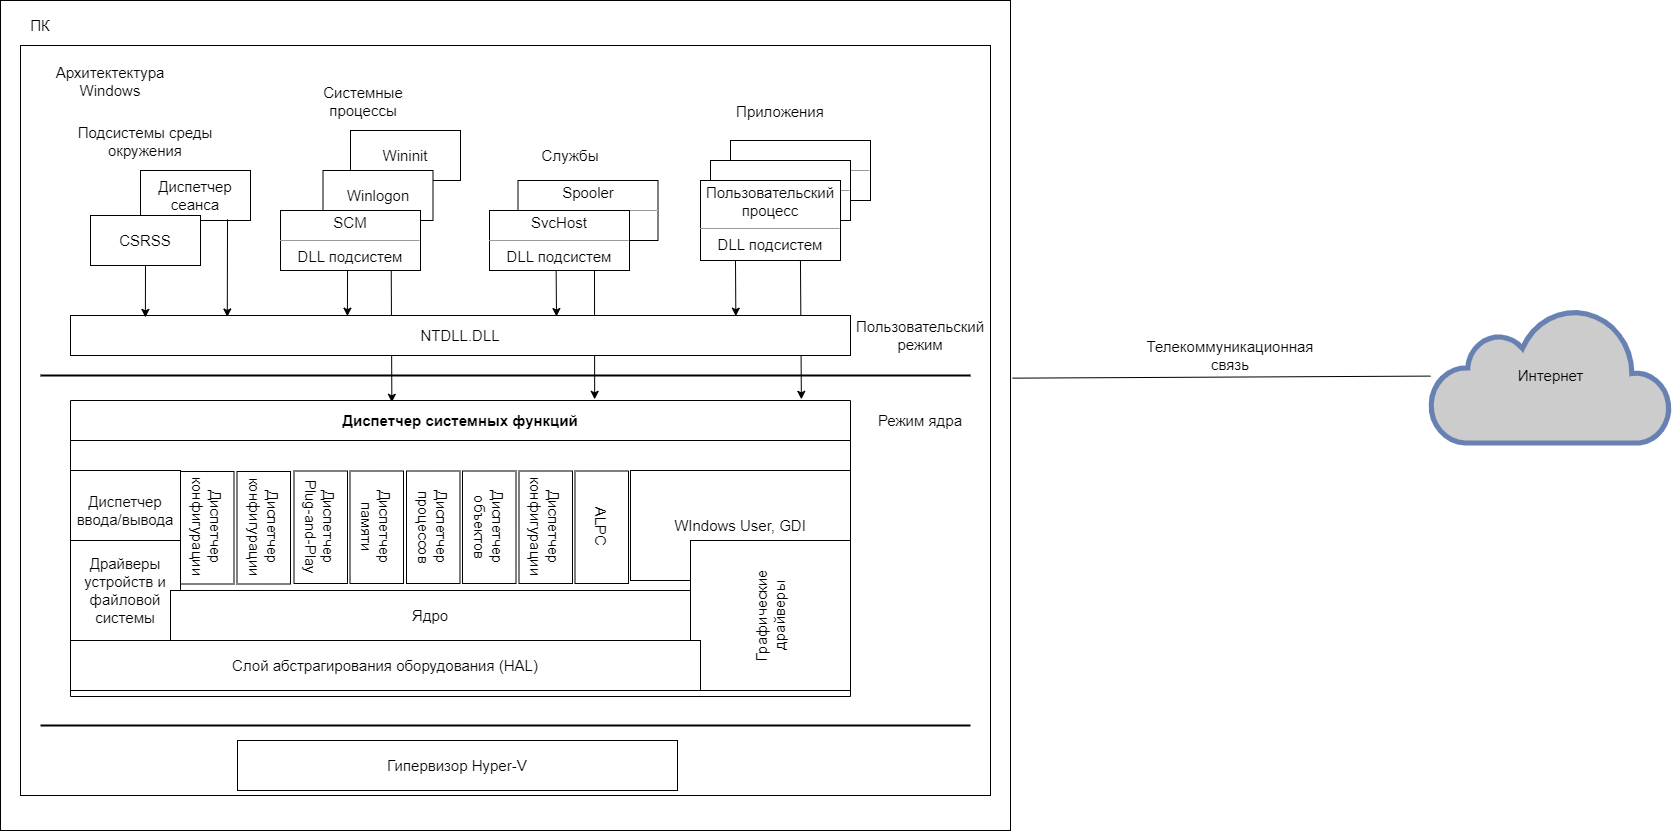 ПК
Архитектектура
Windows
Подсистемы среды
окружения
Системные
процессы
Службы
Приложения
Диспетчер
сеанса
CSRSS
Wininit
Winlogon
SCM
DLL подсистем
Spooler
SvcHost
DLL подсистем
Пользовательский
процесс
DLL подсистем
NTDLL.DLL
Пользовательский
режим
Телекоммуникационная
связь
Интернет
Диспетчер системных функций
Режим ядра
Диспетчер
ввода/вывода
Диспетчер
конфигурации
Диспетчер
конфигурации
Диспетчер
Plug-and-Play
Диспетчер
памяти
Диспетчер
процессов
Диспетчер
объектов
Диспетчер
конфигурации
ALPC
WIndows User, GDI
Драйверы
устройств и
файловой
системы
Ядро
Графические
драйверы
Слой абстрагирования оборудования (HAL)
Гипервизор Hyper-V